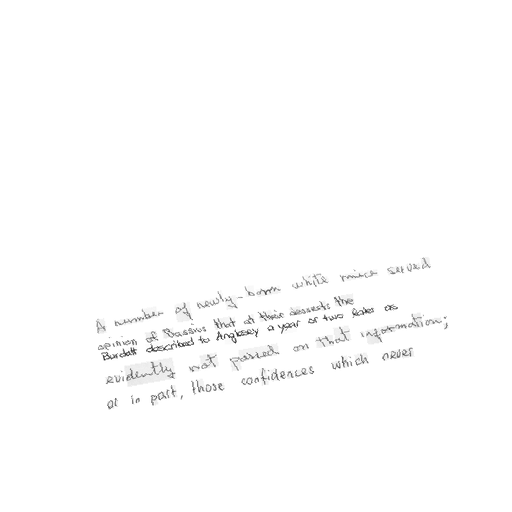 A number of newly-born white mice served
opinion of Bassius that at their desserts the
Burdett described to Anglesey a year or two later as
evidently not passed on that information;
or in part, those confidences which never